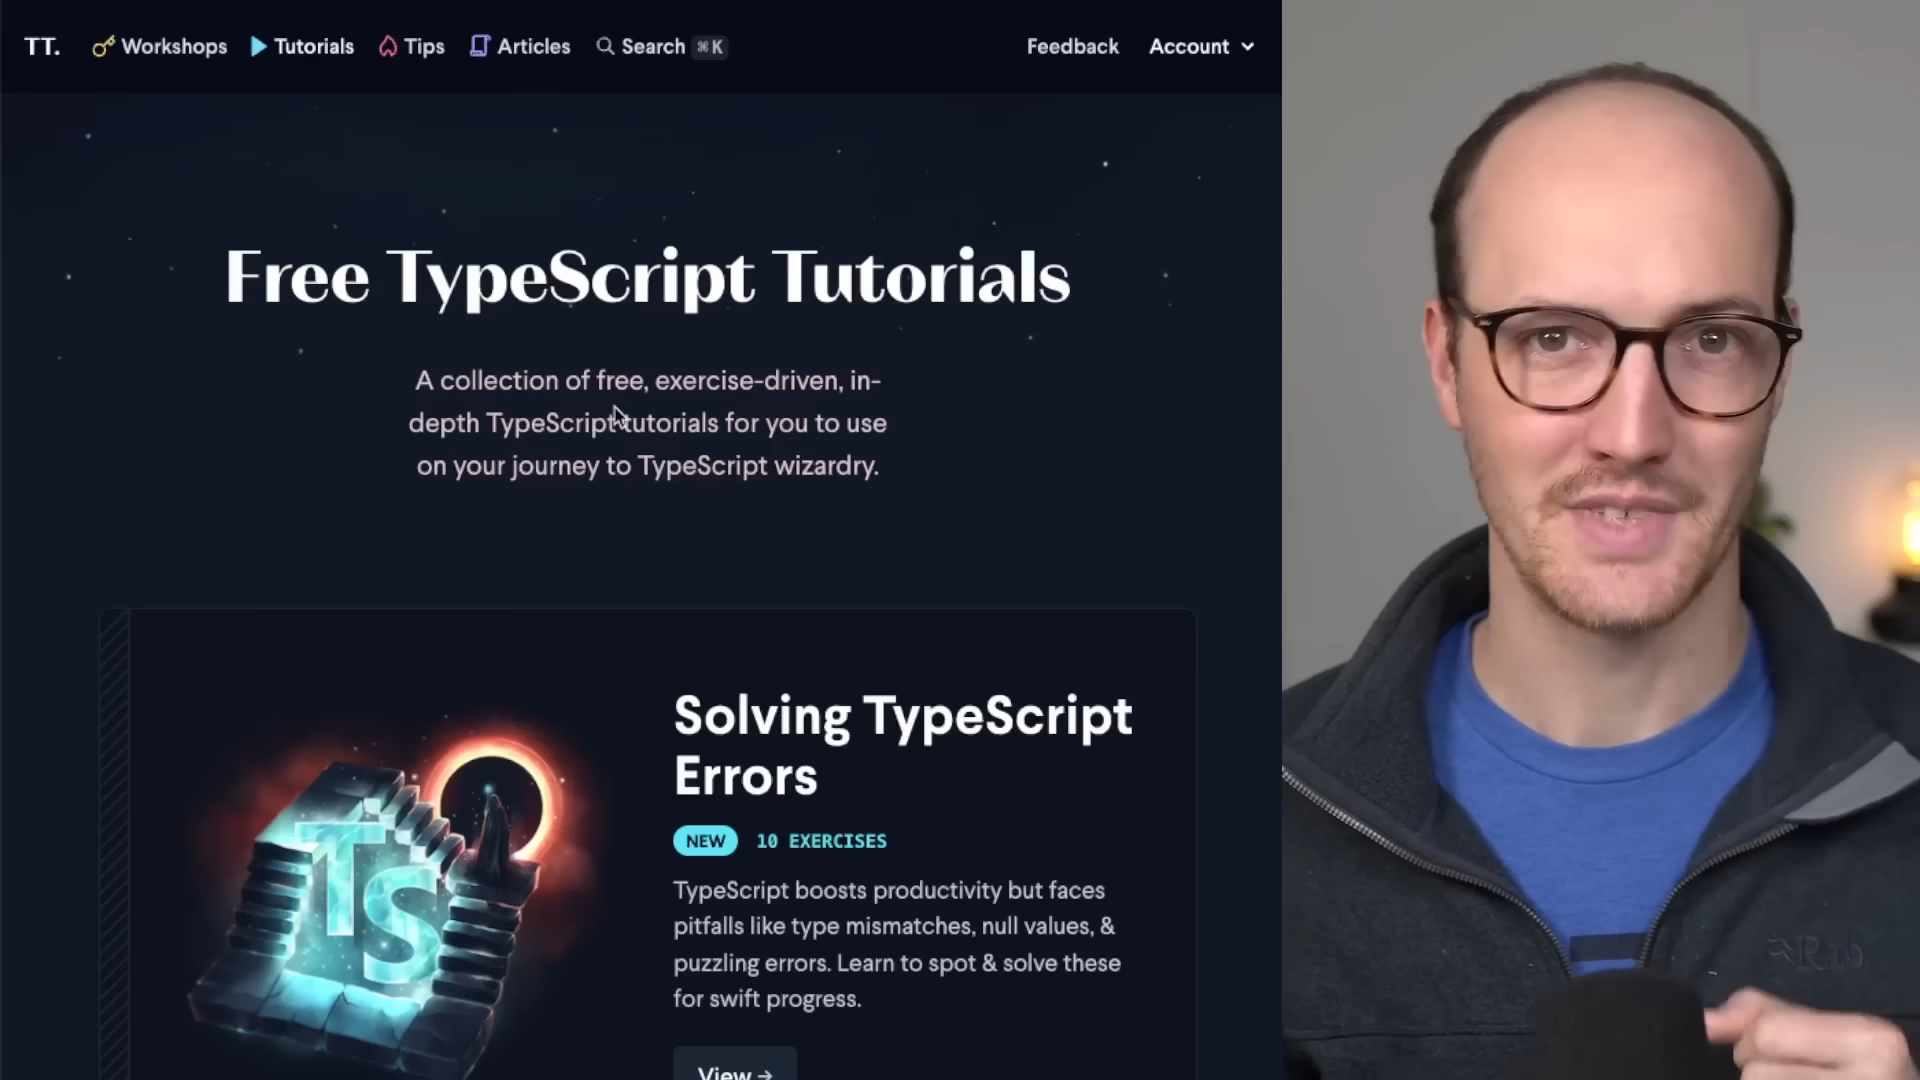 TT.
Workshops
Tutorials
Tips
Articles
Search
⌘K
Feedback
Account
Free TypeScript Tutorials
A collection of free, exercise-driven, in-
depth TypeScript tutorials for you to use
on your journey to TypeScript wizardry.
TS
Solving TypeScript
Errors
NEW 10 EXERCISES
TypeScript boosts productivity but faces
pitfalls like type mismatches, null values, &
puzzling errors. Learn to spot & solve these
for swift progress.
View →